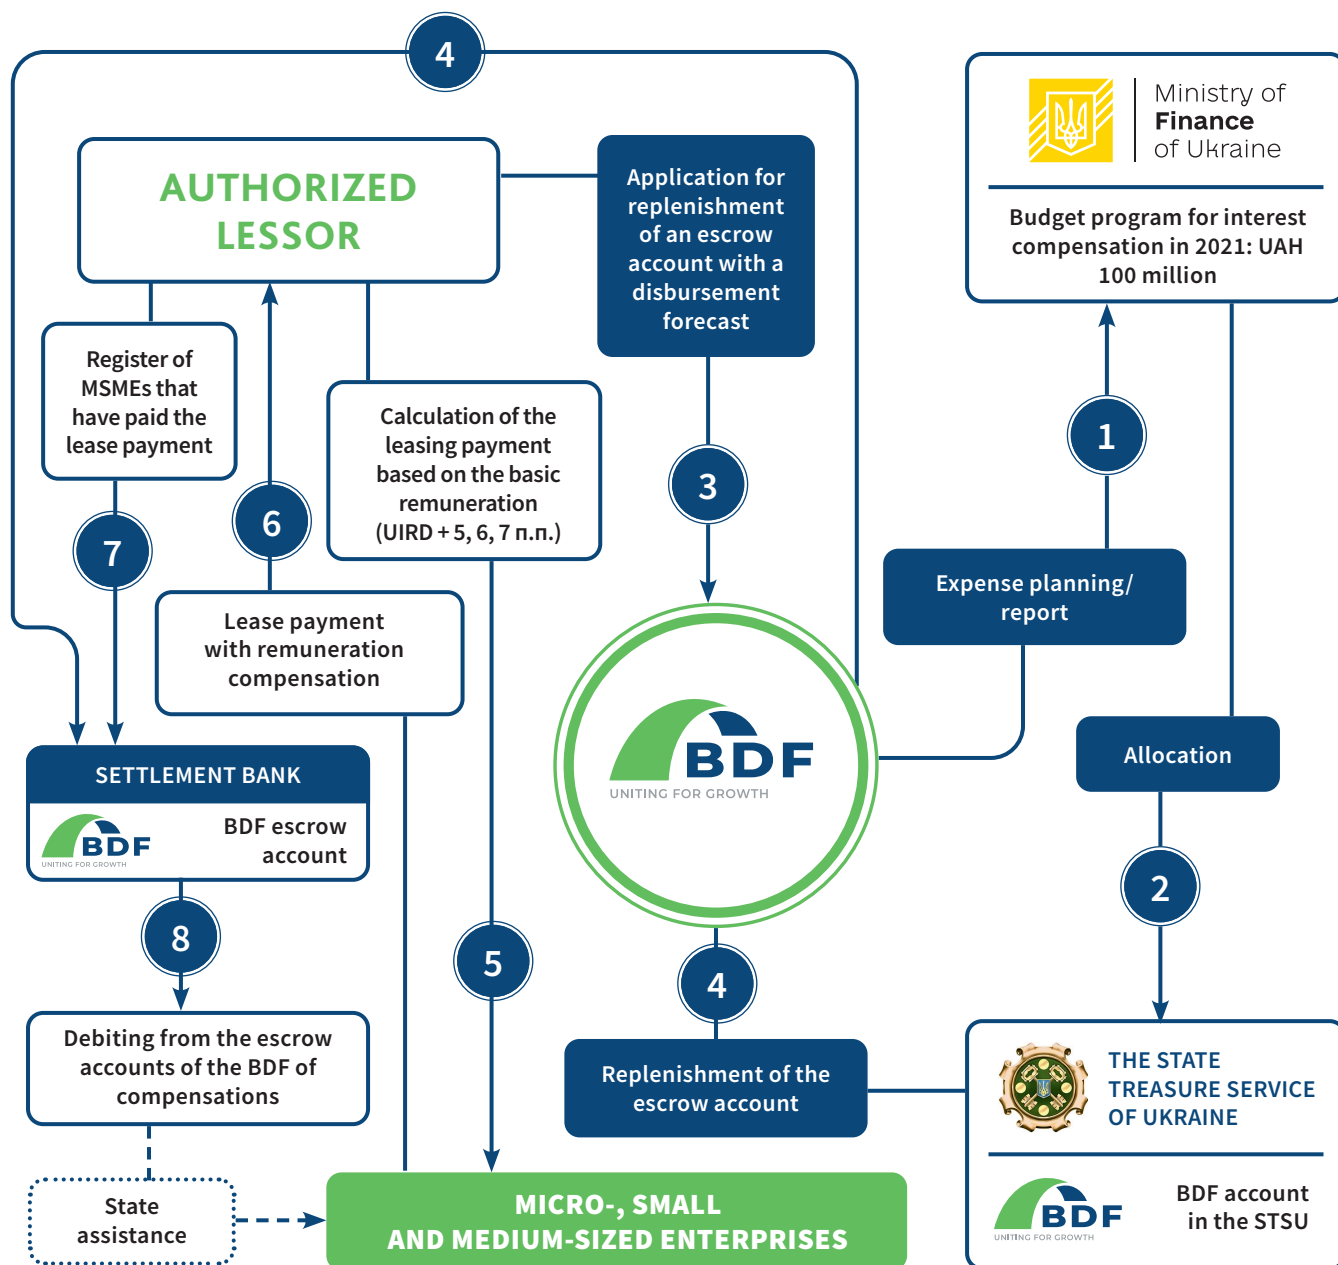 4
Ministry of
Finance
of Ukraine
Budget program for interest
compensation in 2021: UAH
100 million
AUTHORIZED
LESSOR
Application for
replenishment
of an escrow
account with a
disbursement
forecast
Register of
MSMEs that
have paid the
lease payment
Calculation of the
leasing payment
based on the basic
remuneration
(UIRD + 5, 6, 7 п.п.)
1
3
6
7
Expense planning/
report
Lease payment
with remuneration
compensation
BDF
UNITING FOR GROWTH
Allocation
SETTLEMENT BANK
BDF
UNITING FOR GROWTH
BDF escrow
account
2
8
5
4
Debiting from the escrow
accounts of the BDF of
compensations
Replenishment of the
escrow account
THE STATE
TREASURE SERVICE
OF UKRAINE
State
assistance
MICRO-, SMALL
AND MEDIUM-SIZED ENTERPRISES
BDF
UNITING FOR GROWTH
BDF account
in the STSU